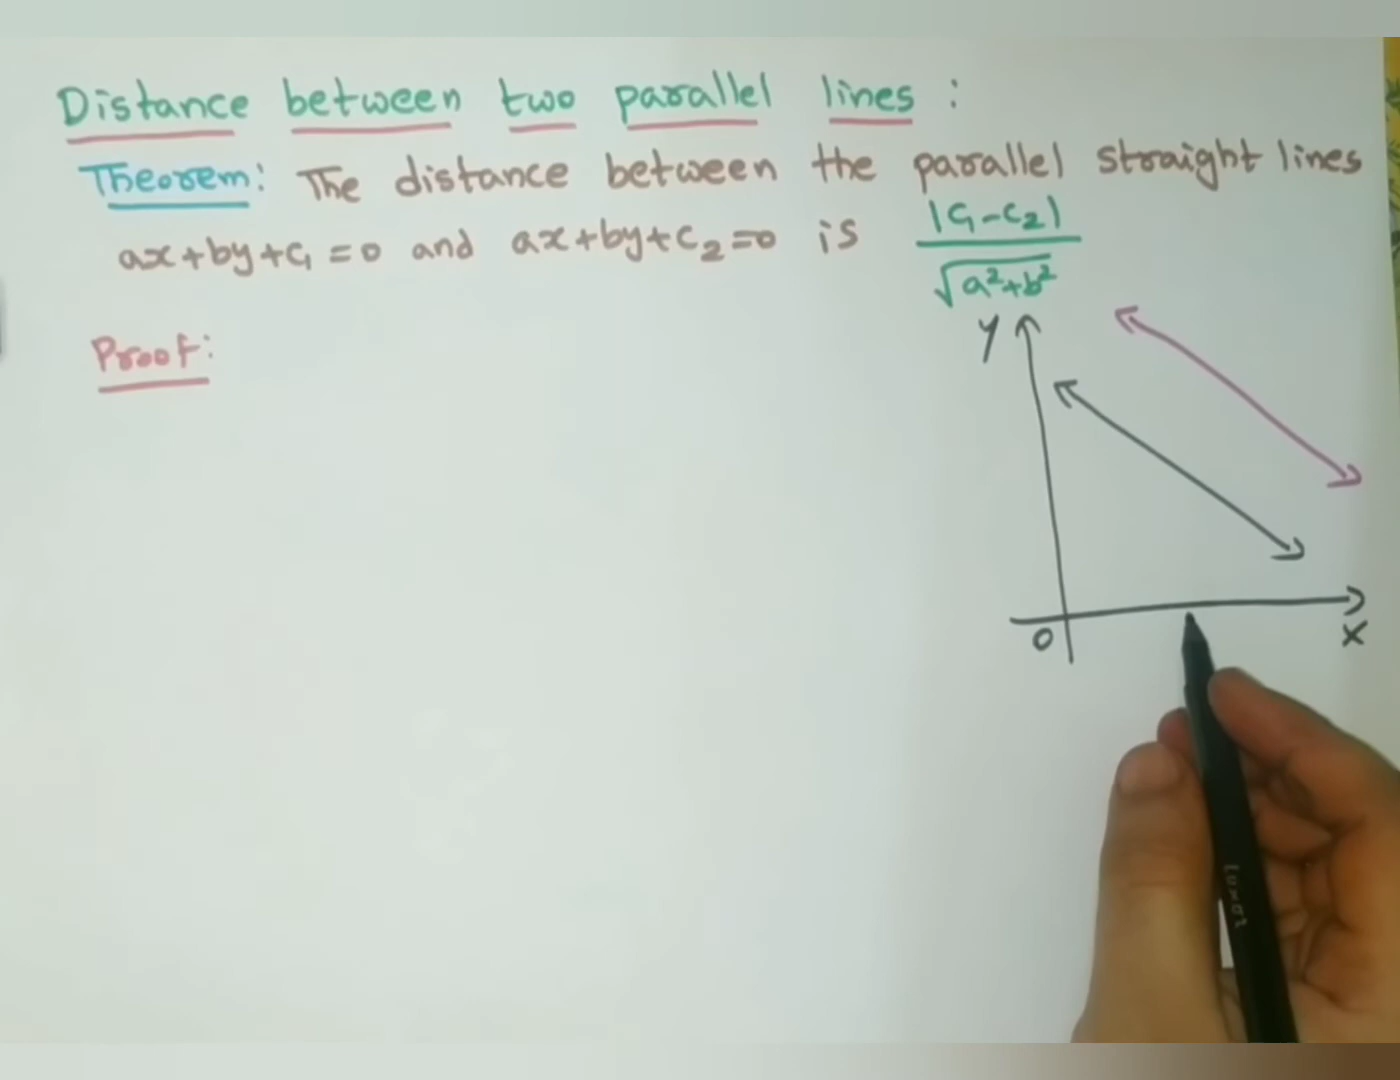 Distance between two parallel lines :
Theorem: The distance between the parallel straight lines
ax+by+c₁=0 and ax+by+c₂=0 is |c₁-c₂|
√a²+b²
Proof:
Y
O
X
Luxor